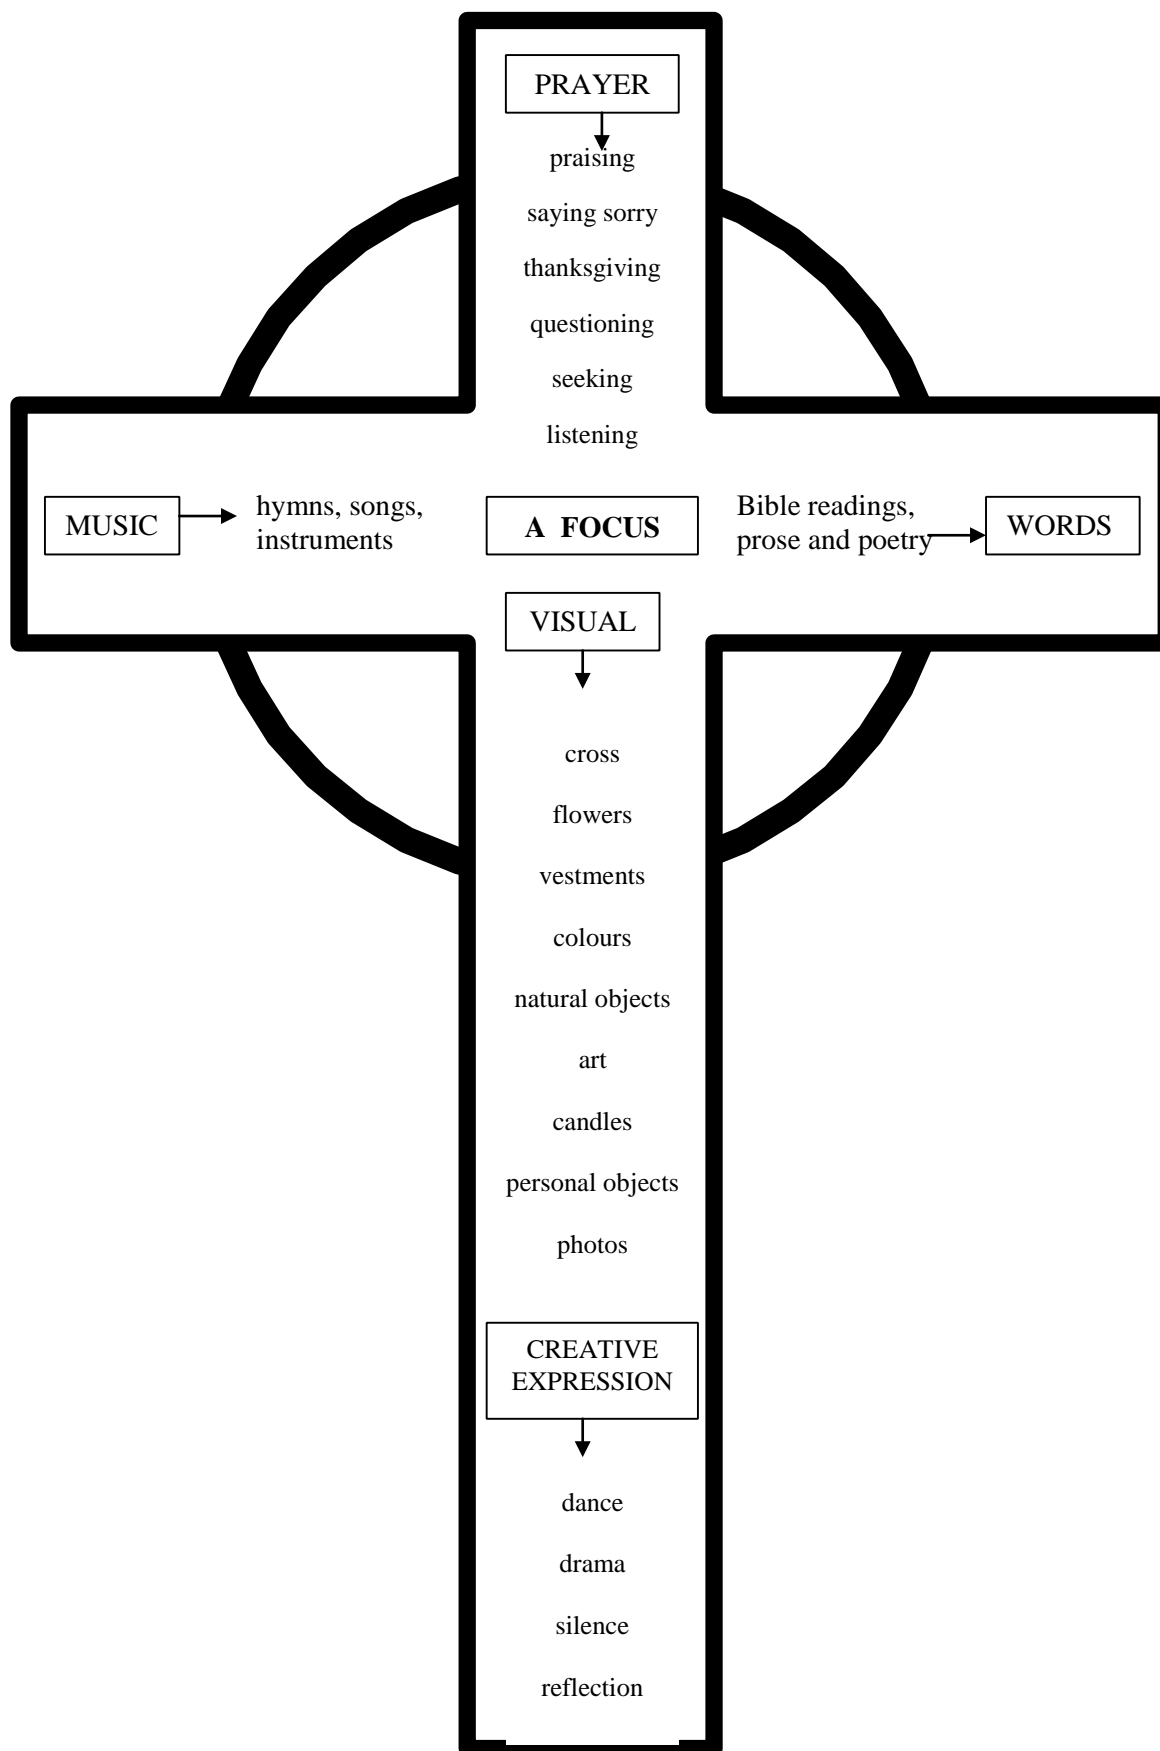 PRAYER
praising
saying sorry
thanksgiving
questioning
seeking
listening
MUSIC
hymns, songs,
instruments
A FOCUS
Bible readings,
prose and poetry
WORDS
VISUAL
cross
flowers
vestments
colours
natural objects
art
candles
personal objects
photos
CREATIVE
EXPRESSION
dance
drama
silence
reflection